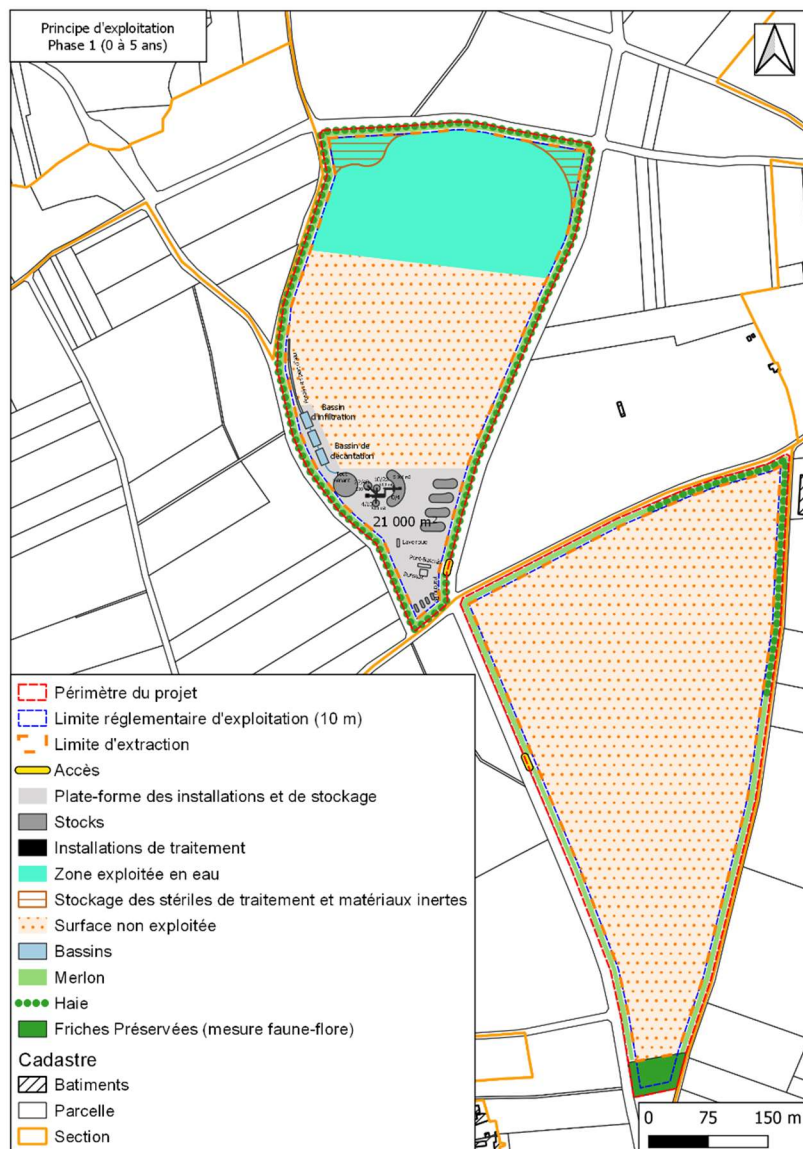 Principe d'exploitation
Phase 1 (0 à 5 ans)
Bassin
d'infiltration
Bassin de
décantation
21 000 m²
Périmètre du projet
Limite réglementaire d'exploitation (10 m)
Limite d'extraction
Accès
Plate-forme des installations et de stockage
Stocks
Installations de traitement
Zone exploitée en eau
Stockage des stériles de traitement et matériaux inertes
Surface non exploitée
Bassins
Merlon
Haie
Friches Préservées (mesure faune-flore)
Cadastre
Batiments
Parcelle
Section
0 75 150 m